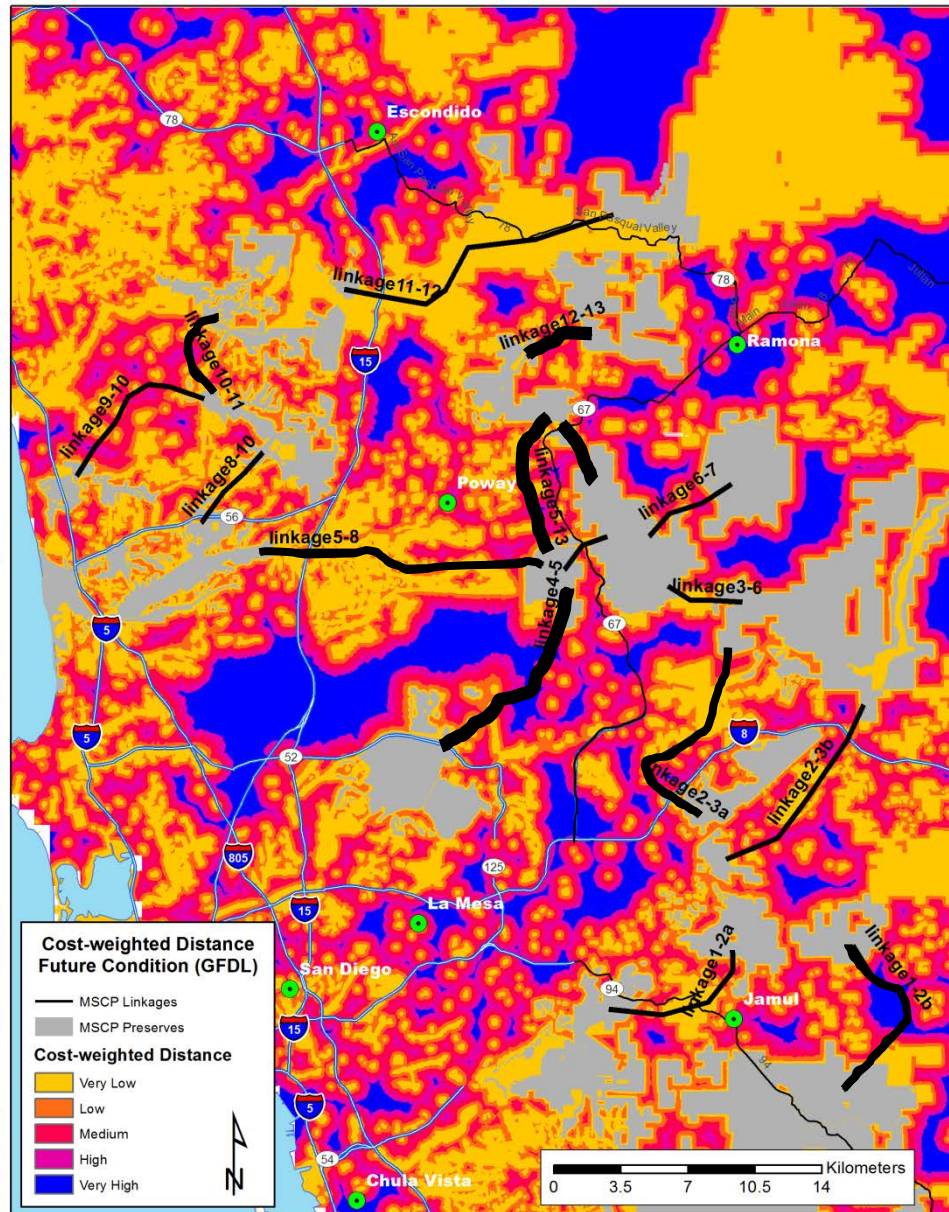 Escondido
78
San Pasqual Valley
78
linkage11-12
78
Main
Julian
linkage12-13
Ramona
linkage10-11
15
67
linkage9-10
linkage8-10
56
Poway
linkage5-13
linkage6-7
linkage5-8
linkage4-5
linkage3-6
5
67
5
52
8
linkage2-3a
linkage2-3b
805
125
15
La Mesa
Cost-weighted Distance
Future Condition (GFDL)
MSCP Linkages
MSCP Preserves
Cost-weighted Distance
Very Low
Low
Medium
High
Very High
N
San Diego
15
94
linkage1-2a
Jamul
linkage1-2b
94
5
54
Chula Vista
Kilometers
0 3.5 7 10.5 14